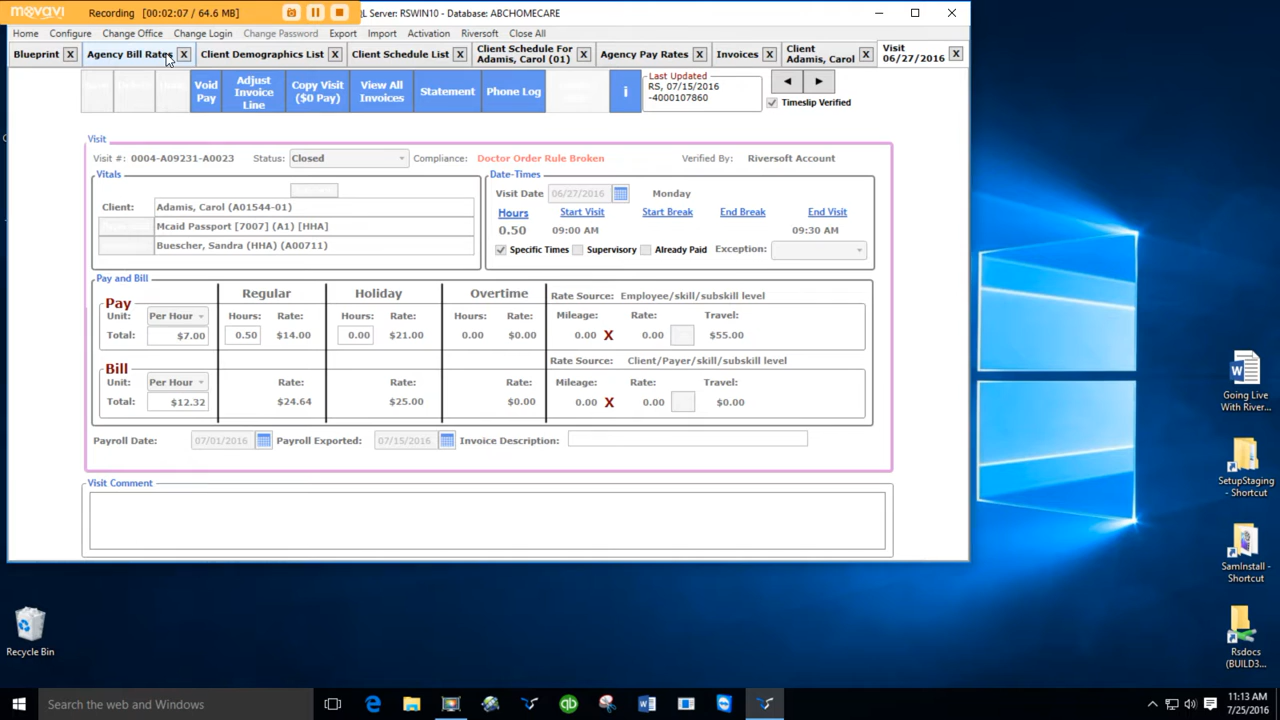 movavi Recording [00:02:07 / 64.6 MB] L Server: RSWIN10 - Database: ABCHOMECARE
Home Configure Change Office Change Login Change Password Export Import Activation Riversoft Close All
Blueprint X Agency Bill Rates X Client Demographics List X Client Schedule List X Client Schedule For Adamis, Carol (01) X Agency Pay Rates X Invoices X Client Adamis, Carol X Visit 06/27/2016 X
Void Pay Adjust Invoice Line Copy Visit ($0 Pay) View All Invoices Statement Phone Log i
Last Updated
RS, 07/15/2016
-4000107860
Timeslip Verified
Visit
Visit #: 0004-A09231-A0023 Status: Closed Compliance: Doctor Order Rule Broken Verified By: Riversoft Account
Vitals
Client: Adamis, Carol (A01544-01)
Mcaid Passport [7007] (A1) [HHA]
Buescher, Sandra (HHA) (A00711)
Date-Times
Visit Date 06/27/2016 Monday
Hours Start Visit Start Break End Break End Visit
0.50 09:00 AM 09:30 AM
Specific Times Supervisory Already Paid Exception:
Pay and Bill
Regular Holiday Overtime Rate Source: Employee/skill/subskill level
Pay
Unit: Per Hour Hours: Rate: Hours: Rate: Hours: Rate: Mileage: Rate: Travel:
Total: $7.00 0.50 $14.00 0.00 $21.00 0.00 $0.00 0.00 X 0.00 $55.00
Rate Source: Client/Payer/skill/subskill level
Bill
Unit: Per Hour Rate: Rate: Rate: Mileage: Rate: Travel:
Total: $12.32 $24.64 $25.00 $0.00 0.00 X 0.00 $0.00
Payroll Date: 07/01/2016 Payroll Exported: 07/15/2016 Invoice Description:
Visit Comment
Going Live With River...
SetupStaging - Shortcut
SamInstall - Shortcut
Rsdocs (BUILD3...
Recycle Bin
Search the web and Windows
11:13 AM
7/25/2016